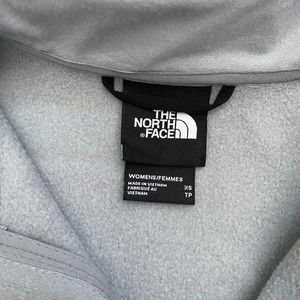 THE
NORTH
®FACE
WOMENS/FEMMES
MADE IN VIETNAM XS
FABRIQUÉ AU TP
VIETNAM